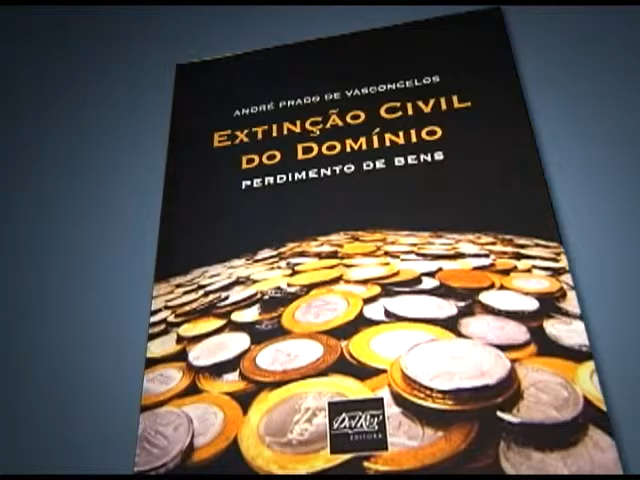 ANDRÉ PRADO DE VASCONCELOS
EXTINÇÃO CIVIL
DO DOMÍNIO
PERDIMENTO DE BENS
Del Rey
EDITORA